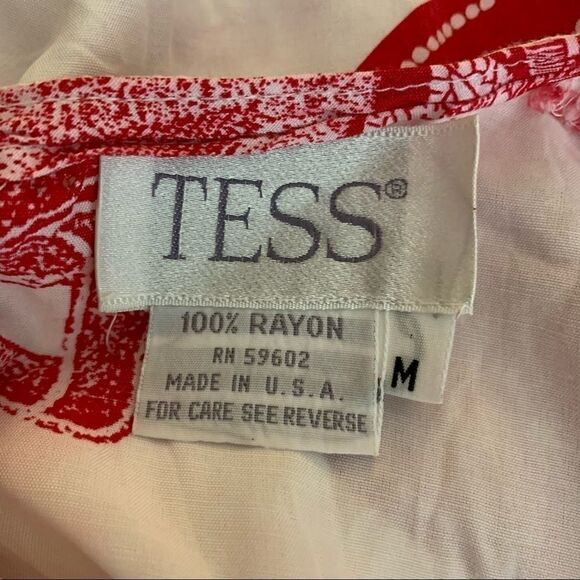 TESS®
100% RAYON
RN 59602
MADE IN U.S.A.
FOR CARE SEE REVERSE
M